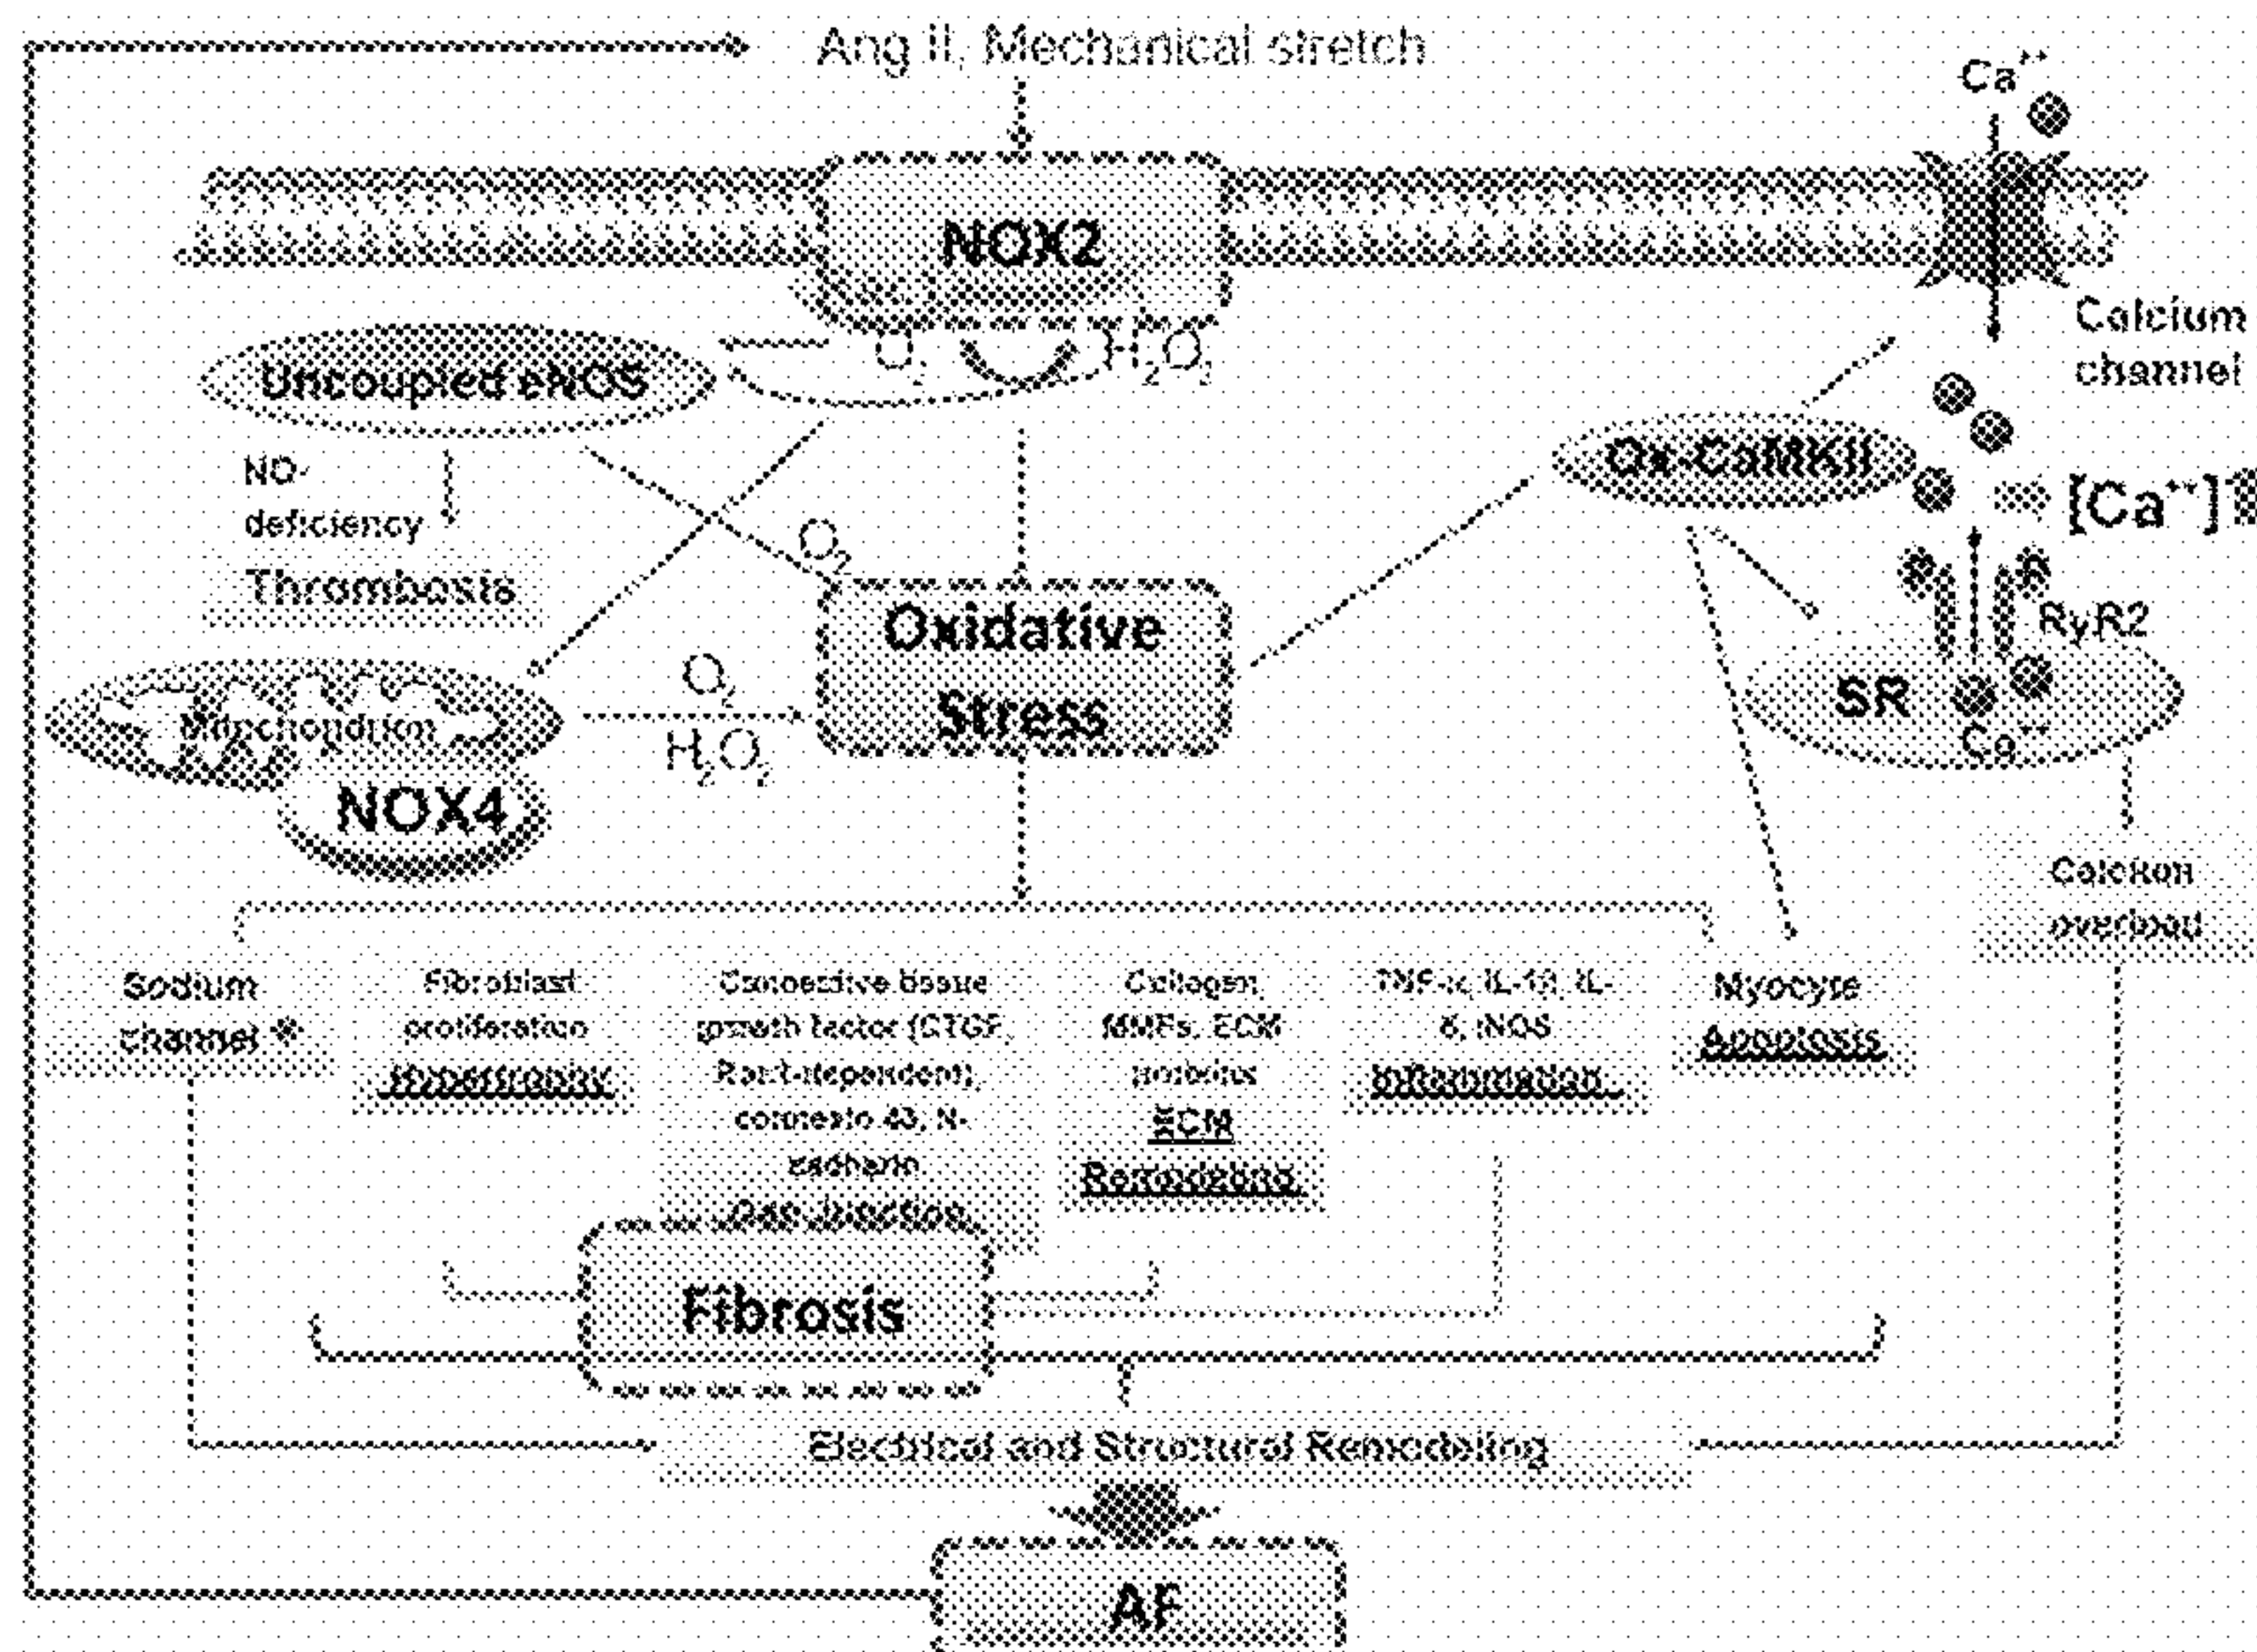 Ang II, Mechanical stretch
Ca++
NOX2
Calcium
channel
O2
H2O2
Uncoupled eNOS
Ox-CaMKII
NO-
deficiency
[Ca++]
O2
Thrombosis
Oxidative
Stress
RyR2
SR
Ca++
O2
H2O2
Mitochondrion
NOX4
Calcium
overload
Sodium
channel
Fibroblast
proliferation
Hypertrophy
Connective tissue
growth factor (CTGF,
Rac1-dependent),
connexin 43, N-
cadherin
Gap Junction
Collagen,
MMPs, ECM
proteins
ECM
Remodeling
TNF-α, IL-1β, IL-
6, iNOS
Inflammation
Myocyte
Apoptosis
Fibrosis
Electrical and Structural Remodeling
AF